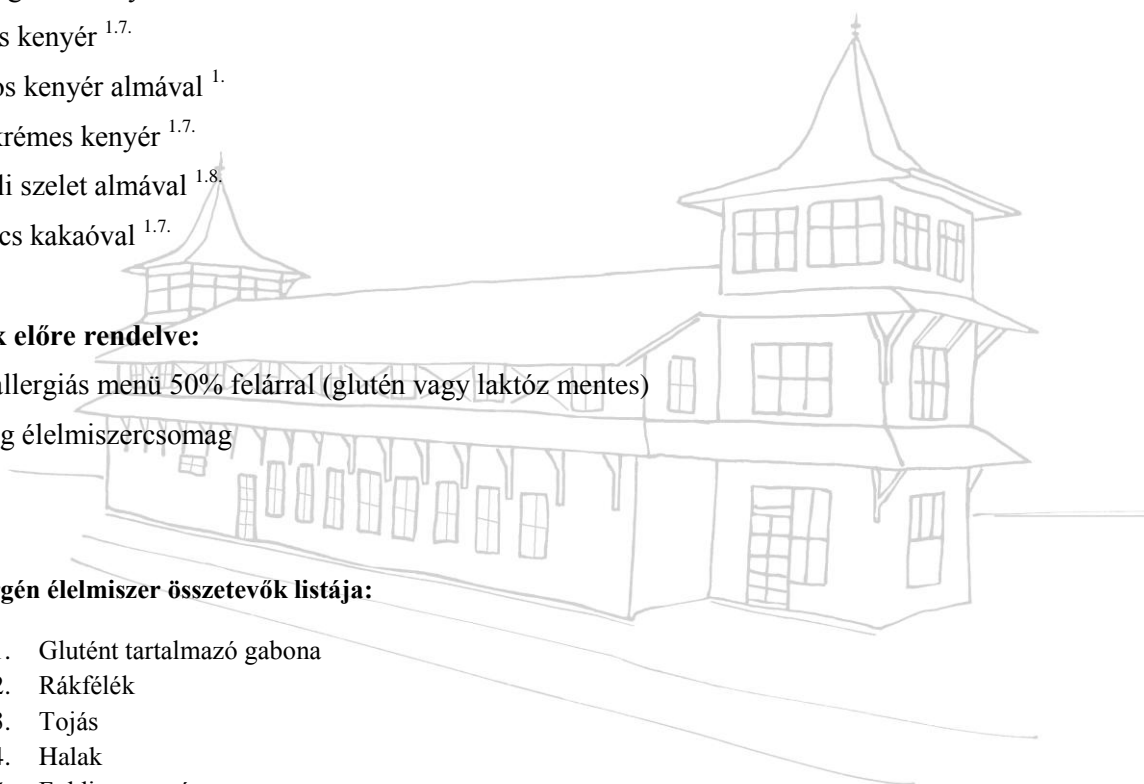 s kenyér 1.7.
os kenyér almával 1.
krémes kenyér 1.7.
li szelet almával 1.8.
cs kakaóval 1.7.
k előre rendelve:
allergiás menü 50% felárral (glutén vagy laktóz mentes)
g élelmiszercsomag
gén élelmiszer összetevők listája:
1. Glutént tartalmazó gabona
2. Rákfélék
3. Tojás
4. Halak